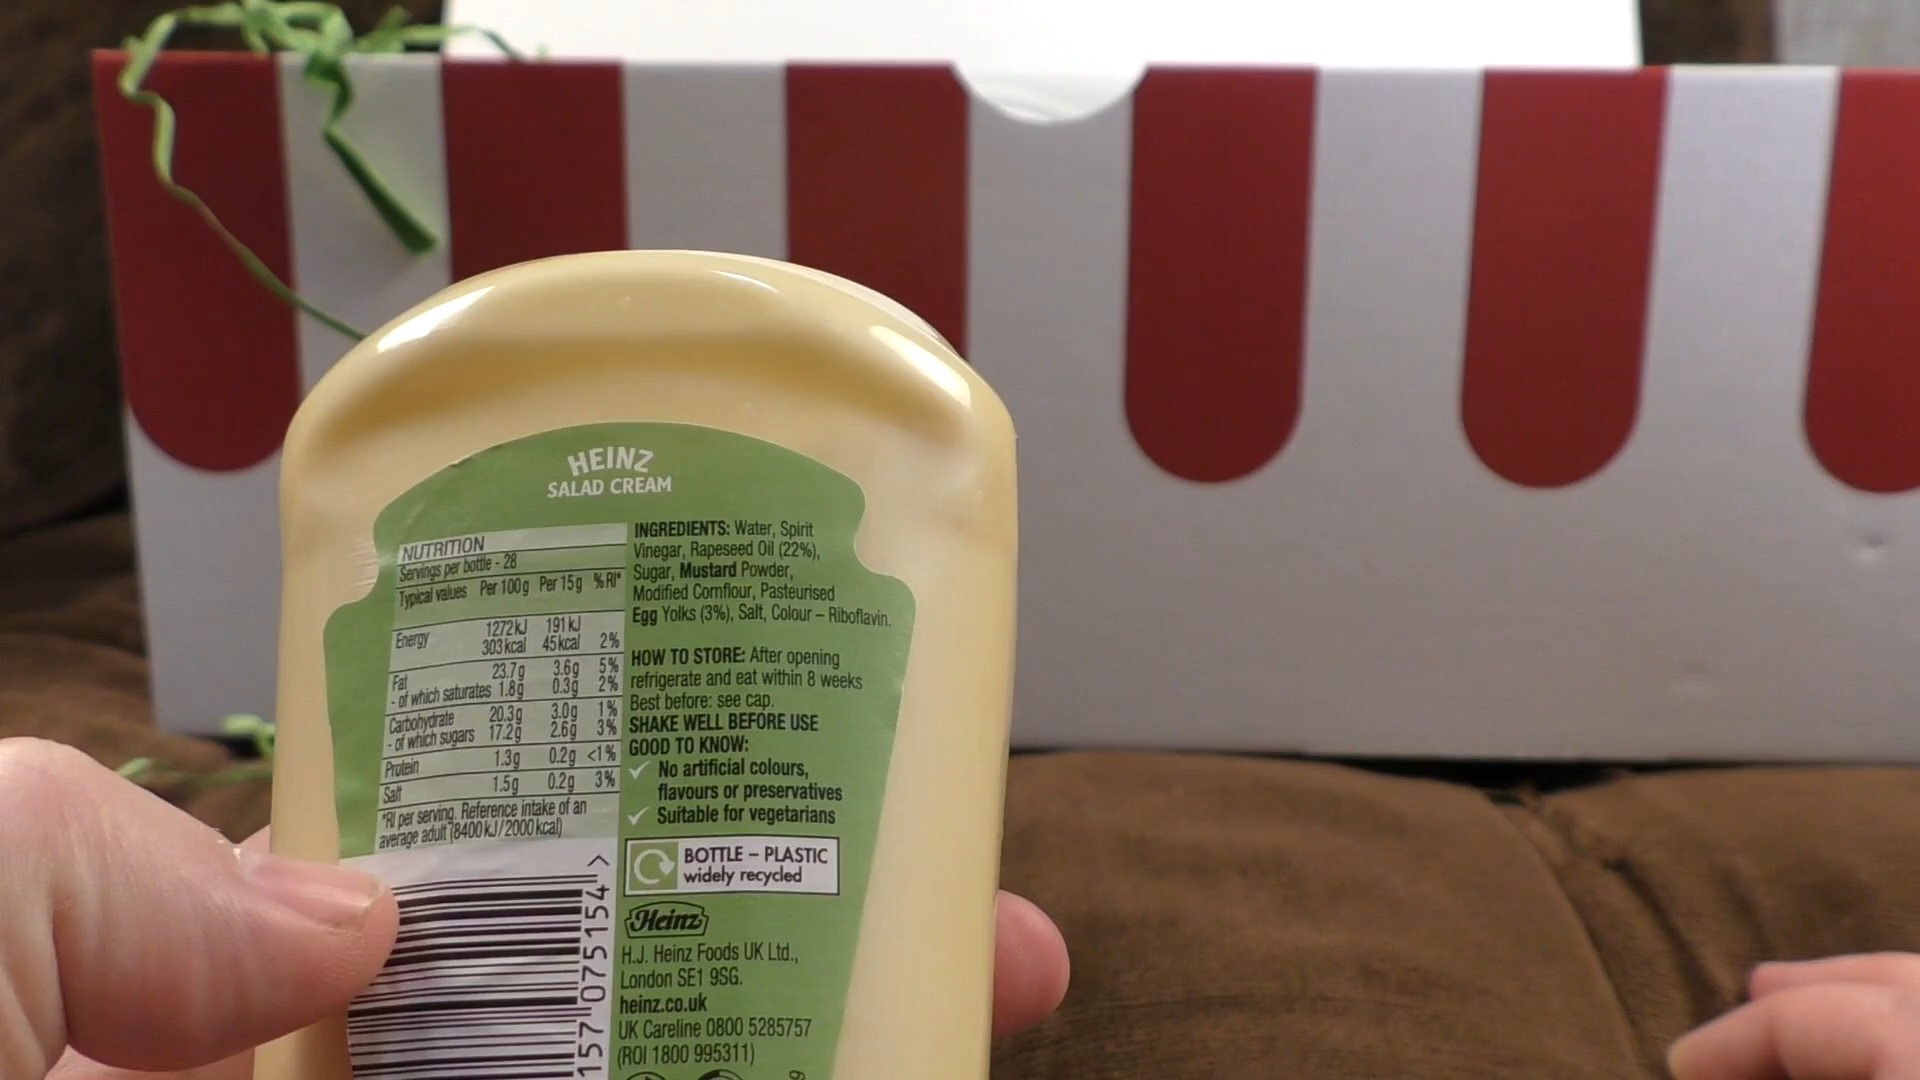 HEINZ
SALAD CREAM
NUTRITION
Servings per bottle - 28
Typical values Per 100g Per 15g %RI*
Energy 1272kJ 191kJ
303kcal 45kcal 2%
Fat 23.7g 3.6g 5%
- of which saturates 1.8g 0.3g 2%
Carbohydrate 20.3g 3.0g 1%
- of which sugars 17.2g 2.6g 3%
Protein 1.3g 0.2g <1%
Salt 1.5g 0.2g 3%
*RI per serving. Reference intake of an
average adult (8400kJ/2000kcal)
INGREDIENTS: Water, Spirit
Vinegar, Rapeseed Oil (22%),
Sugar, Mustard Powder,
Modified Cornflour, Pasteurised
Egg Yolks (3%), Salt, Colour – Riboflavin.
HOW TO STORE: After opening
refrigerate and eat within 8 weeks
Best before: see cap.
SHAKE WELL BEFORE USE
GOOD TO KNOW:
No artificial colours,
flavours or preservatives
Suitable for vegetarians
BOTTLE – PLASTIC
widely recycled
Heinz
H.J. Heinz Foods UK Ltd.,
London SE1 9SG.
heinz.co.uk
UK Careline 0800 5285757
(ROI 1800 995311)
157 075154 >